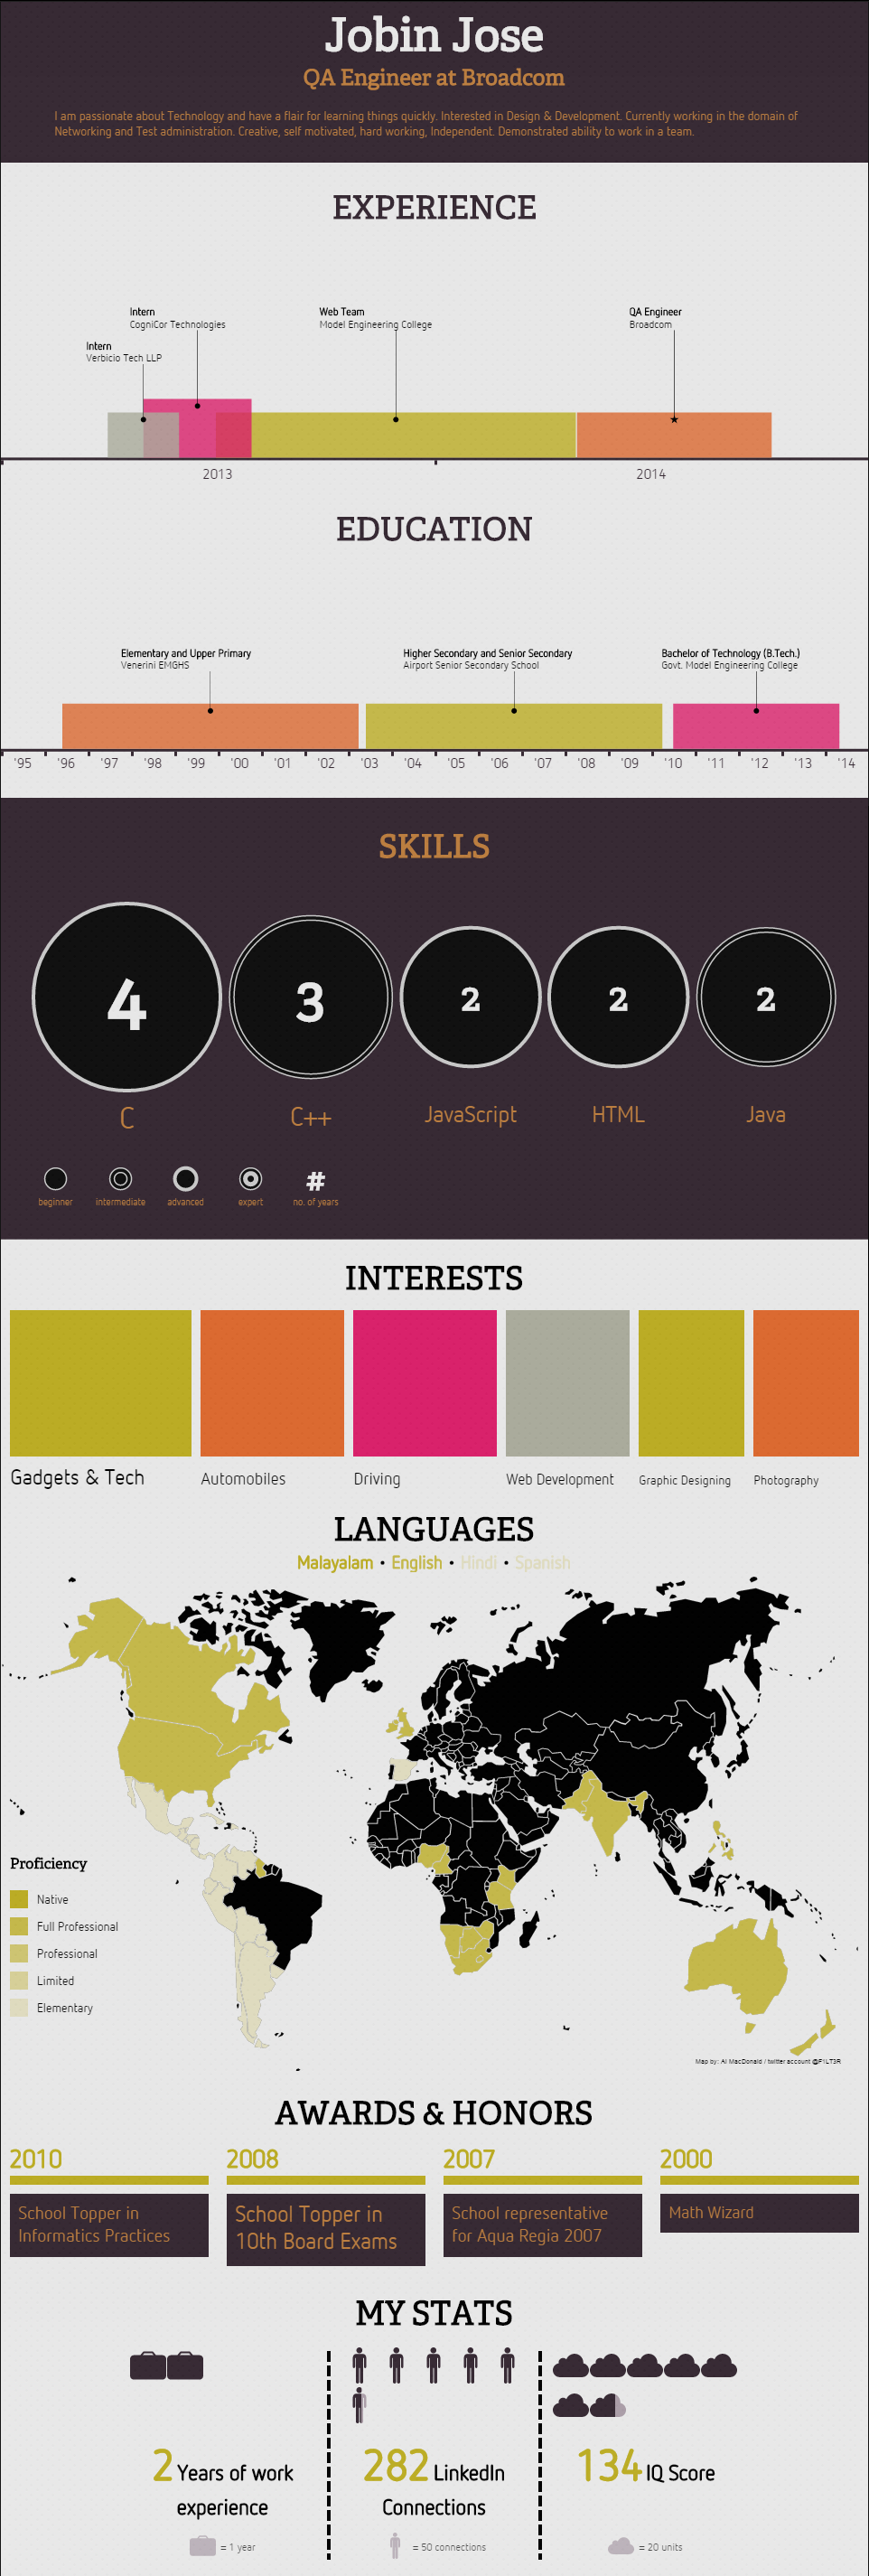 Jobin Jose
QA Engineer at Broadcom
I am passionate about Technology and have a flair for learning things quickly. Interested in Design & Development. Currently working in the domain of
Networking and Test administration. Creative, self motivated, hard working, Independent. Demonstrated ability to work in a team.
EXPERIENCE
Intern
CogniCor Technologies
Web Team
Model Engineering College
QA Engineer
Broadcom
Intern
Verbicio Tech LLP
2013
2014
EDUCATION
Elementary and Upper Primary
Venerini EMGHS
Higher Secondary and Senior Secondary
Airport Senior Secondary School
Bachelor of Technology (B.Tech.)
Govt. Model Engineering College
'95 '96 '97 '98 '99 '00 '01 '02 '03 '04 '05 '06 '07 '08 '09 '10 '11 '12 '13 '14
SKILLS
4 3 2 2 2
C C++ JavaScript HTML Java
#
beginner intermediate advanced expert no. of years
INTERESTS
Gadgets & Tech Automobiles Driving Web Development Graphic Designing Photography
LANGUAGES
Malayalam • English • Hindi • Spanish
Proficiency
Native
Full Professional
Professional
Limited
Elementary
Map by: Al MacDonald / twitter account @F1LT3R
AWARDS & HONORS
2010
School Topper in
Informatics Practices
2008
School Topper in
10th Board Exams
2007
School representative
for Aqua Regia 2007
2000
Math Wizard
MY STATS
2 Years of work
experience
= 1 year
282 LinkedIn
Connections
= 50 connections
134 IQ Score
= 20 units